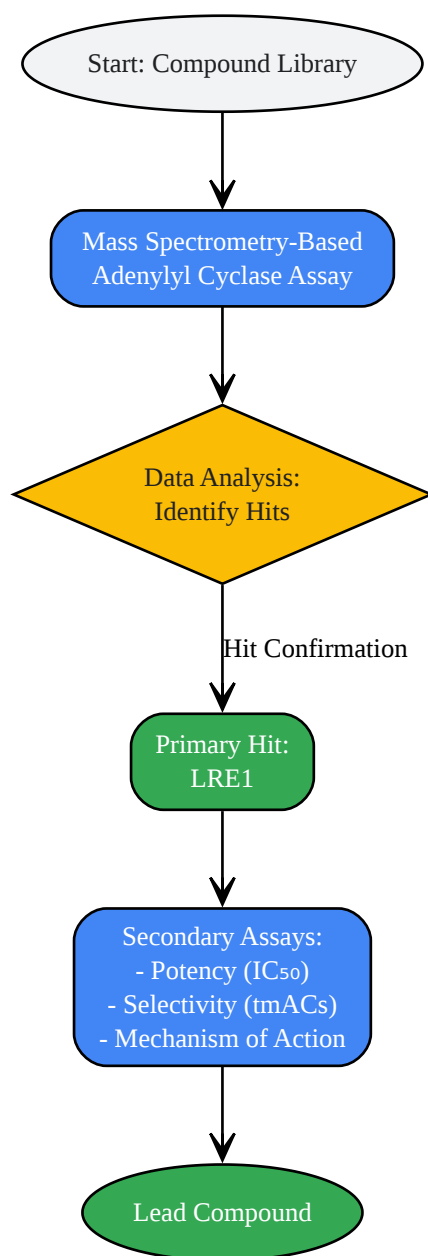 Start: Compound Library
Mass Spectrometry-Based
Adenylyl Cyclase Assay
Data Analysis:
Identify Hits
Hit Confirmation
Primary Hit:
LRE1
Secondary Assays:
- Potency (IC₅₀)
- Selectivity (tmACs)
- Mechanism of Action
Lead Compound